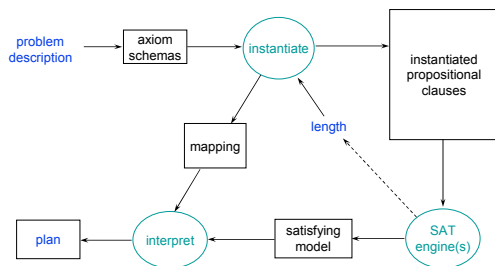 problem
description
axiom
schemas
instantiate
instantiated
propositional
clauses
length
mapping
plan
interpret
satisfying
model
SAT
engine(s)